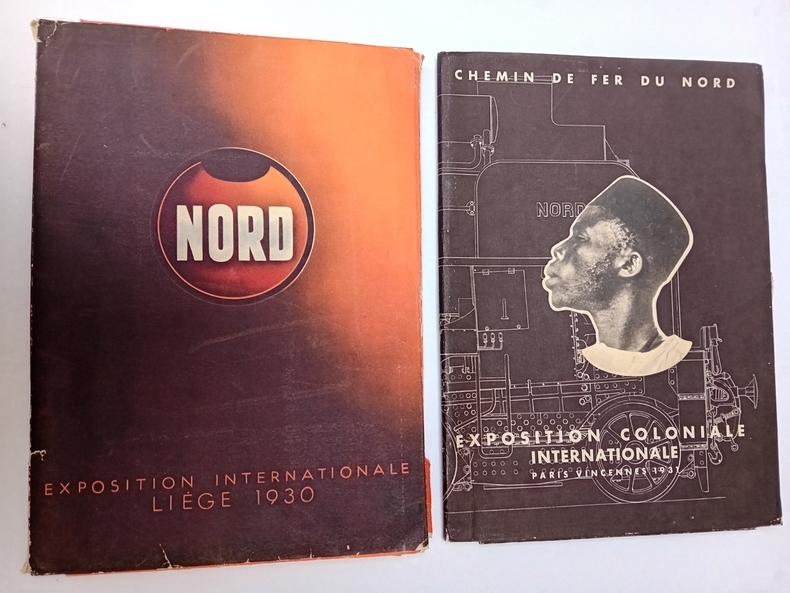 NORD
EXPOSITION INTERNATIONALE
LIÈGE 1930
CHEMIN DE FER DU NORD
NORD
EXPOSITION COLONIALE
INTERNATIONALE
PARIS VINCENNES 1931